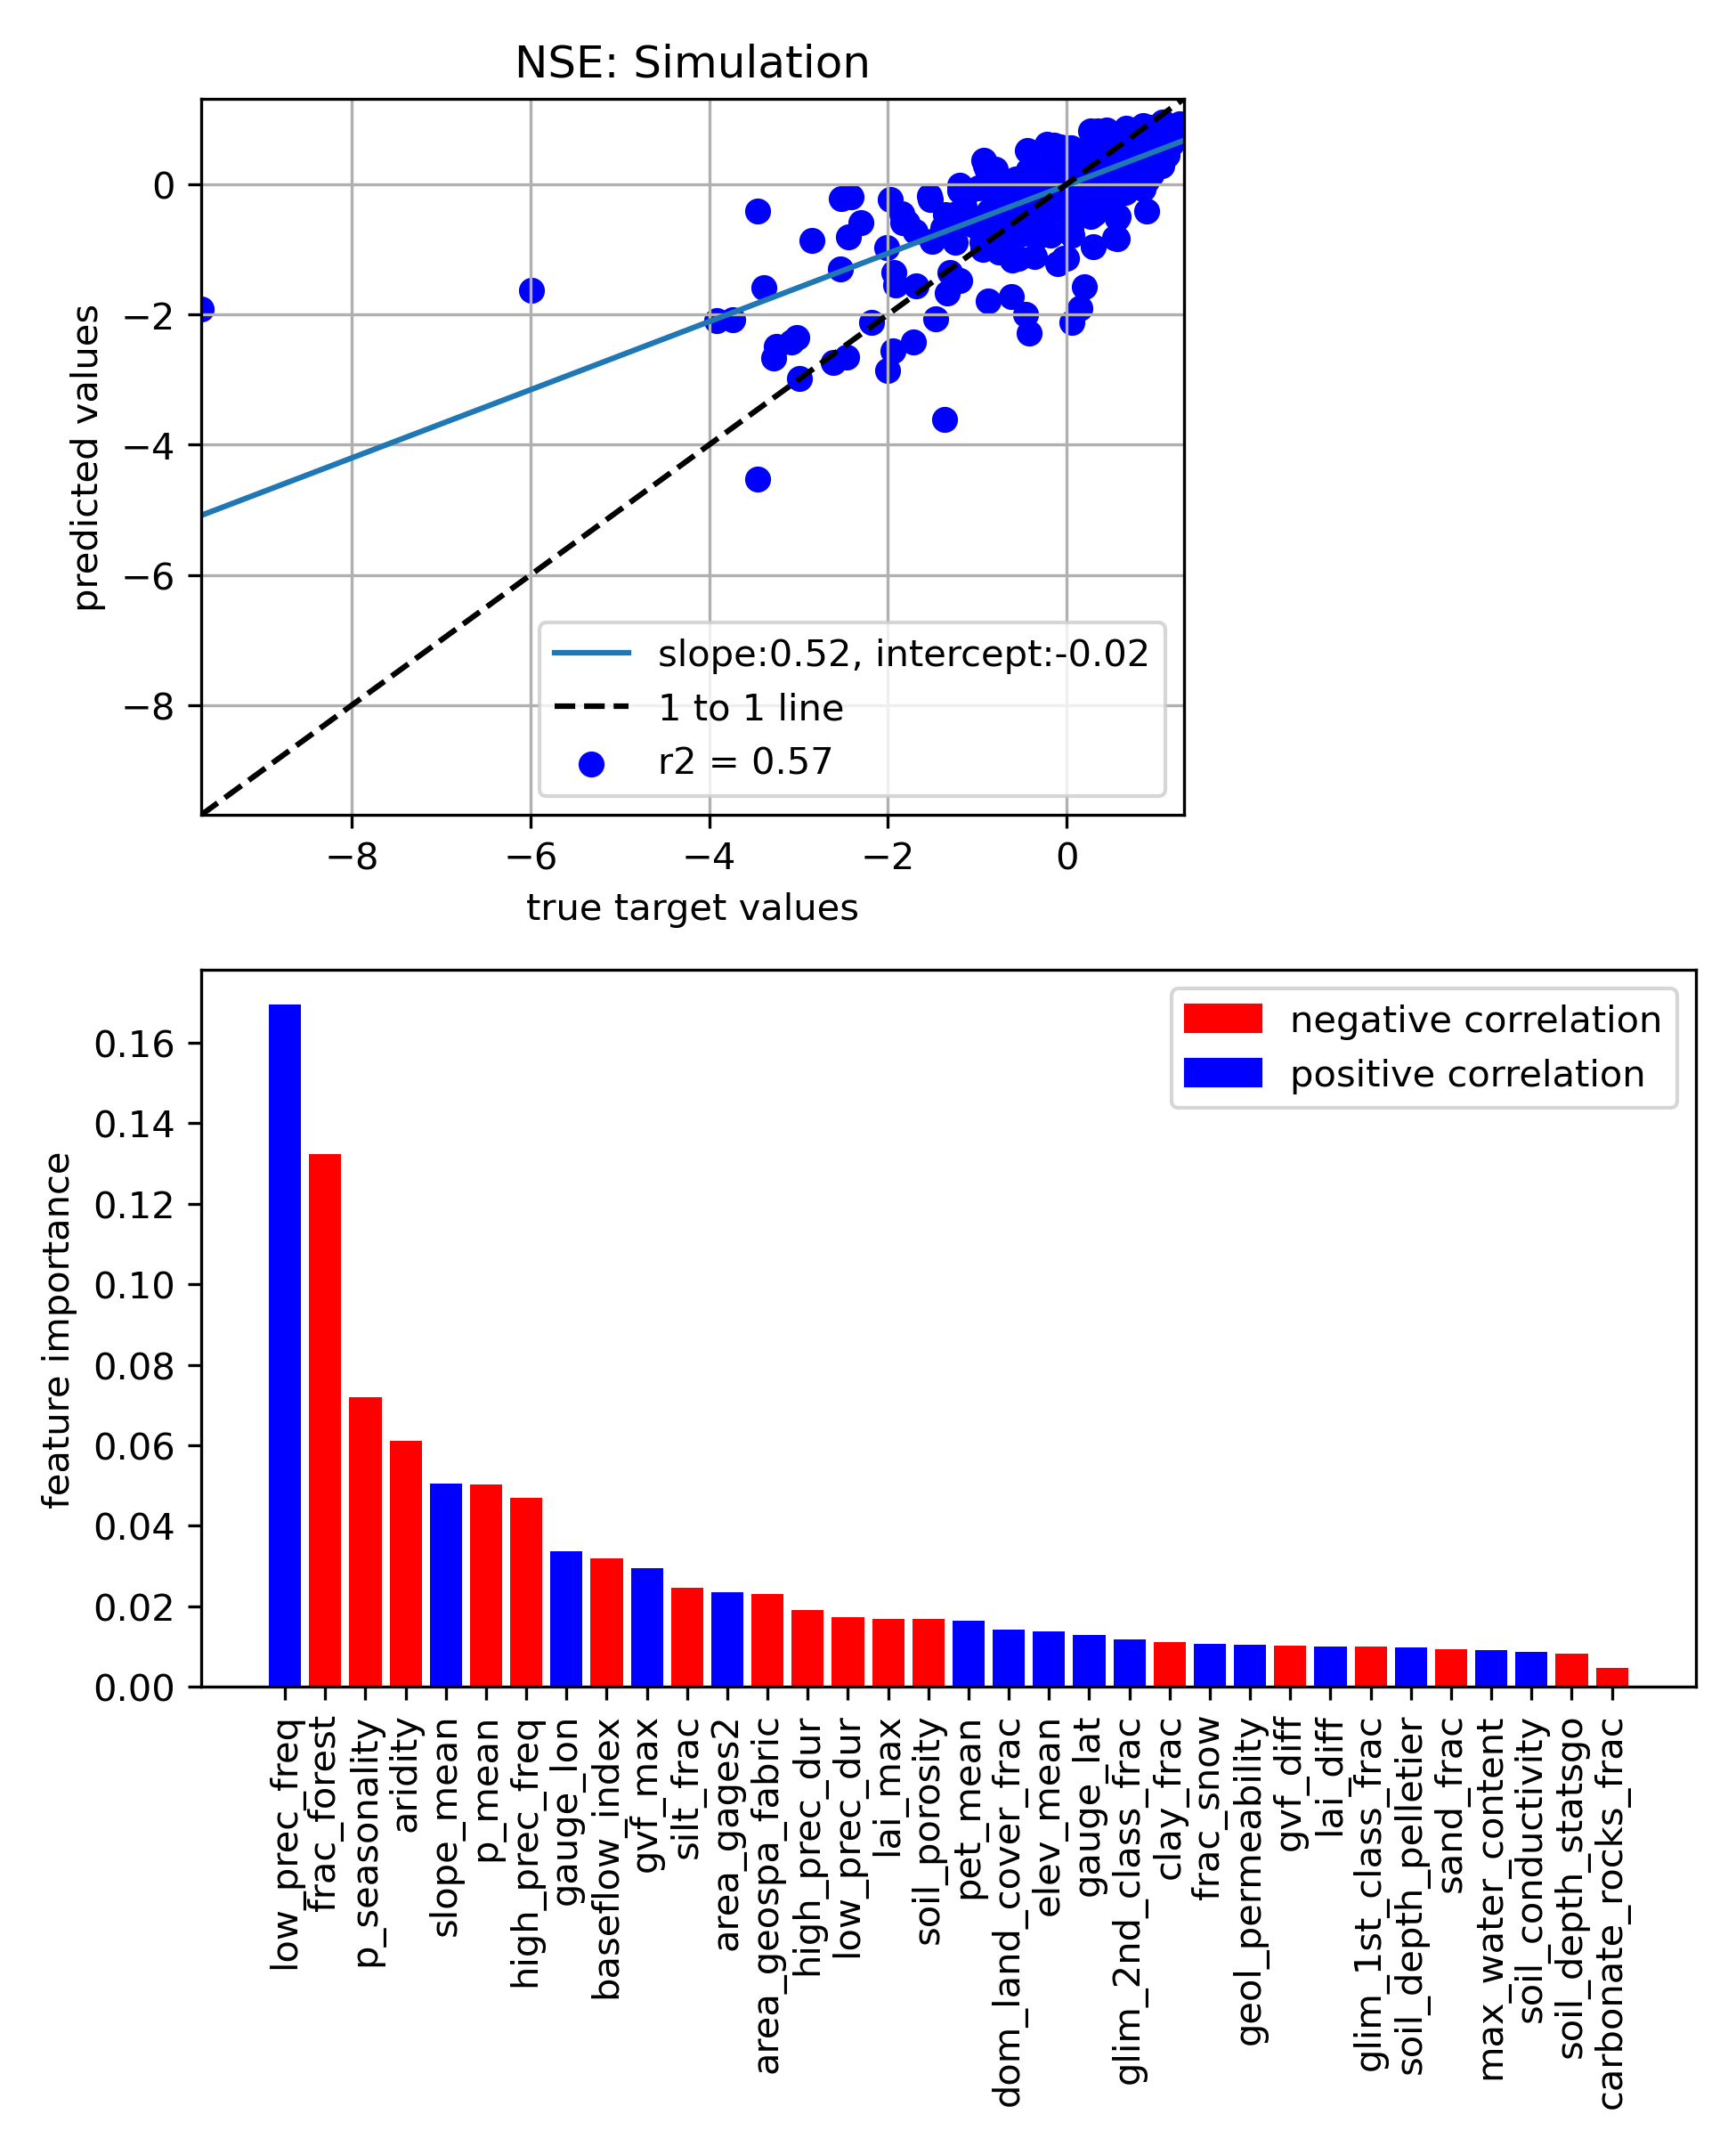 NSE: Simulation
predicted values
0
−2
−4
−6
−8
slope:0.52, intercept:-0.02
1 to 1 line
r2 = 0.57
−8 −6 −4 −2 0
true target values
feature importance
0.16
0.14
0.12
0.10
0.08
0.06
0.04
0.02
0.00
negative correlation
positive correlation
low_prec_freq
frac_forest
p_seasonality
aridity
slope_mean
p_mean
high_prec_freq
gauge_lon
baseflow_index
gvf_max
silt_frac
area_gages2
area_geospa_fabric
high_prec_dur
low_prec_dur
lai_max
soil_porosity
pet_mean
dom_land_cover_frac
elev_mean
gauge_lat
glim_2nd_class_frac
clay_frac
frac_snow
geol_permeability
gvf_diff
lai_diff
glim_1st_class_frac
soil_depth_pelletier
sand_frac
max_water_content
soil_conductivity
soil_depth_statsgo
carbonate_rocks_frac